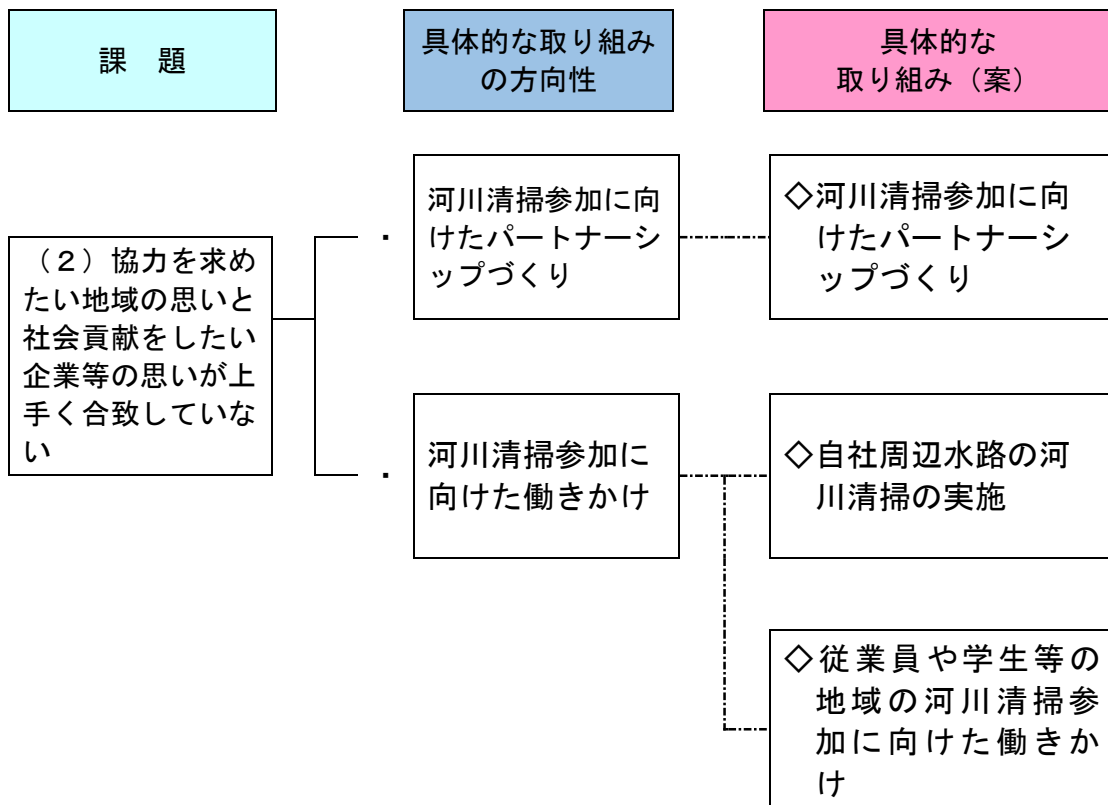 課　題
具体的な取り組み
の方向性
具体的な
取り組み（案）
（２）協力を求め
たい地域の思いと
社会貢献をしたい
企業等の思いが上
手く合致していな
い
・
河川清掃参加に向
けたパートナーシ
ップづくり
◇河川清掃参加に向
けたパートナーシ
ップづくり
・
河川清掃参加に
向けた働きかけ
◇自社周辺水路の河
川清掃の実施
◇従業員や学生等の
地域の河川清掃参
加に向けた働きか
け